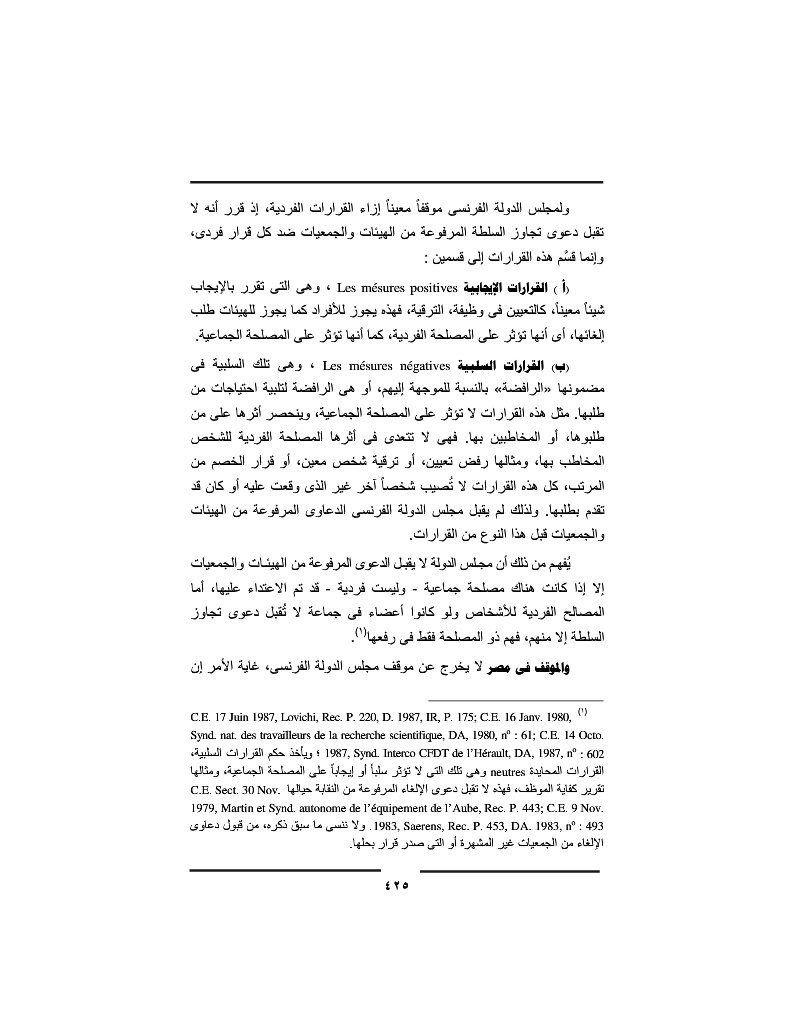 ولمجلس الدولة الفرنسى موقفاً معيناً إزاء القرارات الفردية، إذ قرر أنه لا
تقبل دعوى تجاوز السلطة المرفوعة من الهيئات والجمعيات ضد كل قرار فردى،
وإنما قسَّم هذه القرارات إلى قسمين :
(أ ) القرارات الإيجابية Les mésures positives ، وهى التى تقرر بالإيجاب
شيئاً معيناً، كالتعيين فى وظيفة، الترقية، فهذه يجوز للأفراد كما يجوز للهيئات طلب
إلغائها، أى أنها تؤثر على المصلحة الفردية، كما أنها تؤثر على المصلحة الجماعية.
(ب) القرارات السلبية Les mésures négatives ، وهى تلك السلبية فى
مضمونها «الرافضة» بالنسبة للموجهة إليهم، أو هى الرافضة لتلبية احتياجات من
طلبها. مثل هذه القرارات لا تؤثر على المصلحة الجماعية، وينحصر أثرها على من
طلبوها، أو المخاطبين بها. فهى لا تتعدى فى أثرها المصلحة الفردية للشخص
المخاطب بها، ومثالها رفض تعيين، أو ترقية شخص معين، أو قرار الخصم من
المرتب، كل هذه القرارات لا تُصيب شخصاً آخر غير الذى وقعت عليه أو كان قد
تقدم بطلبها. ولذلك لم يقبل مجلس الدولة الفرنسى الدعاوى المرفوعة من الهيئات
والجمعيات قبل هذا النوع من القرارات.
يُفهم من ذلك أن مجلس الدولة لا يقبل الدعوى المرفوعة من الهيئات والجمعيات
إلا إذا كانت هناك مصلحة جماعية - وليست فردية - قد تم الاعتداء عليها، أما
المصالح الفردية للأشخاص ولو كانوا أعضاء فى جماعة لا تُقبل دعوى تجاوز
السلطة إلا منهم، فهم ذو المصلحة فقط فى رفعها(١).
والموقف فى مصر لا يخرج عن موقف مجلس الدولة الفرنسى، غاية الأمر إن
(١) C.E. 17 Juin 1987, Lovichi, Rec. P. 220, D. 1987, IR, P. 175; C.E. 16 Janv. 1980,
Synd. nat. des travailleurs de la recherche scientifique, DA, 1980, nº : 61; C.E. 14 Octo.
1987, Synd. Interco CFDT de l’Hérault, DA, 1987, nº : 602 ؛ ويأخذ حكم القرارات السلبية،
القرارات المحايدة neutres وهى تلك التى لا تؤثر سلباً أو إيجاباً على المصلحة الجماعية، ومثالها
تقرير كفاية الموظف، فهذه لا تقبل دعوى الإلغاء المرفوعة من النقابة حيالها C.E. Sect. 30 Nov.
1979, Martin et Synd. autonome de l’équipement de l’Aube, Rec. P. 443; C.E. 9 Nov.
1983, Saerens, Rec. P. 453, DA. 1983, nº : 493. ولا ننسى ما سبق ذكره، من قبول دعاوى
الإلغاء من الجمعيات غير المشهرة أو التى صدر قرار بحلها.
٤٢٥